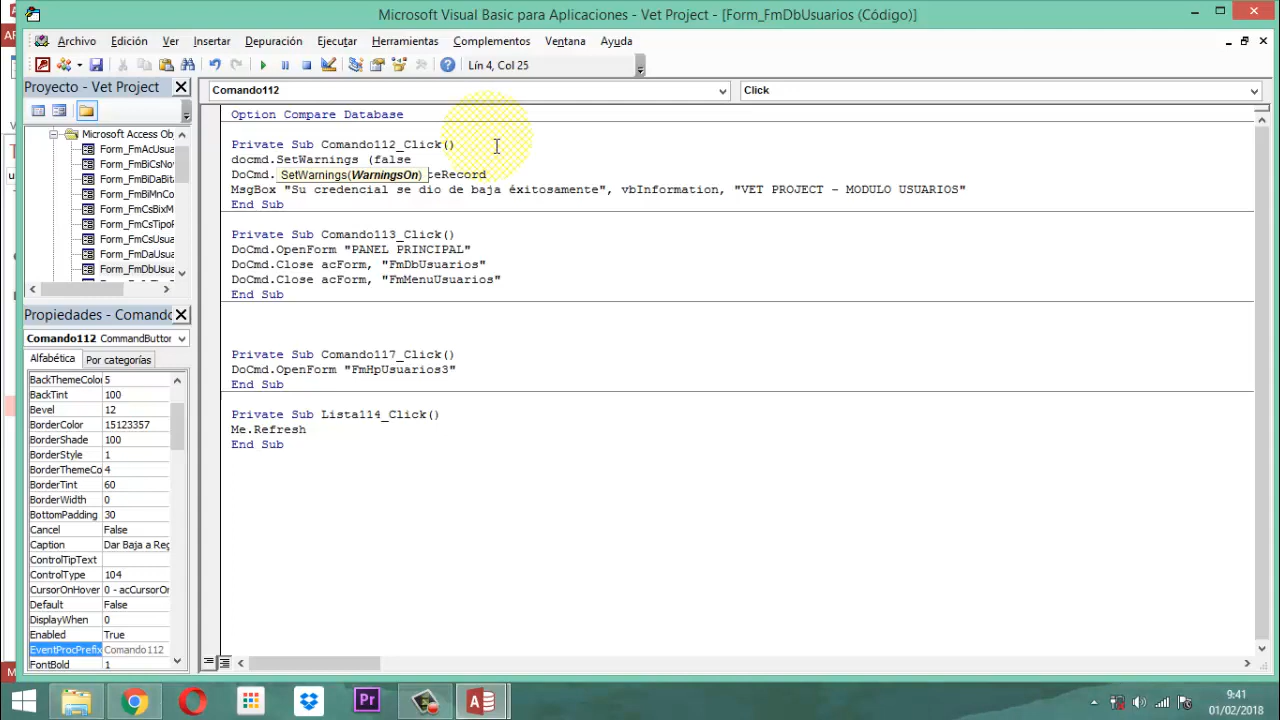 Microsoft Visual Basic para Aplicaciones - Vet Project - [Form_FmDbUsuarios (Código)]
Archivo Edición Ver Insertar Depuración Ejecutar Herramientas Complementos Ventana Ayuda
Lín 4, Col 25
Proyecto - Vet Project
Comando112
Click
Microsoft Access Obj
Form_FmAcUsua
Form_FmBiCsNov
Form_FmBiDaBita
Form_FmBiMnCo
Form_FmCsBixM
Form_FmCsTipoF
Form_FmCsUsua
Form_FmDaUsua
Form_FmDbUsua
Option Compare Database
Private Sub Comando112_Click()
docmd.SetWarnings (false
DoCmd.
SetWarnings(WarningsOn)
teRecord
MsgBox "Su credencial se dio de baja éxitosamente", vbInformation, "VET PROJECT - MODULO USUARIOS"
End Sub
Private Sub Comando113_Click()
DoCmd.OpenForm "PANEL PRINCIPAL"
DoCmd.Close acForm, "FmDbUsuarios"
DoCmd.Close acForm, "FmMenuUsuarios"
End Sub
Private Sub Comando117_Click()
DoCmd.OpenForm "FmHpUsuarios3"
End Sub
Private Sub Lista114_Click()
Me.Refresh
End Sub
Propiedades - Comando
Comando112 CommandButton
Alfabética Por categorías
BackThemeColo 5
BackTint 100
Bevel 12
BorderColor 15123357
BorderShade 100
BorderStyle 1
BorderThemeCo 4
BorderTint 60
BorderWidth 0
BottomPadding 30
Cancel False
Caption Dar Baja a Reg
ControlTipText
ControlType 104
CursorOnHover 0 - acCursorOn
Default False
DisplayWhen 0
Enabled True
EventProcPrefix Comando112
FontBold 1
Pr
9:41
01/02/2018